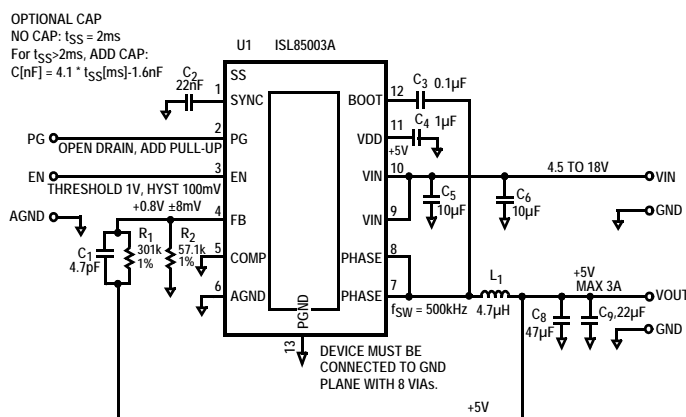 OPTIONAL CAP
NO CAP: tSS = 2ms
For tSS>2ms, ADD CAP:
C[nF] = 4.1 * tSS[ms]-1.6nF
U1 ISL85003A
C2
22nF
1
SS
SYNC
BOOT
12
C3 0.1µF
PG
OPEN DRAIN, ADD PULL-UP
2
PG
VDD
11
C4 1µF
+5V
EN
THRESHOLD 1V, HYST 100mV
3
EN
VIN
10
4.5 TO 18V
VIN
AGND
+0.8V ±8mV
4
FB
VIN
9
C5
10µF
C6
10µF
GND
C1
4.7pF
R1
301k
1%
R2
57.1k
1%
5
COMP
PHASE
8
6
AGND
PHASE
7
fSW = 500kHz
L1
4.7µH
+5V
MAX 3A
VOUT
C8
47µF
C9,22µF
GND
PGND
13
DEVICE MUST BE
CONNECTED TO GND
PLANE WITH 8 VIAs.
+5V